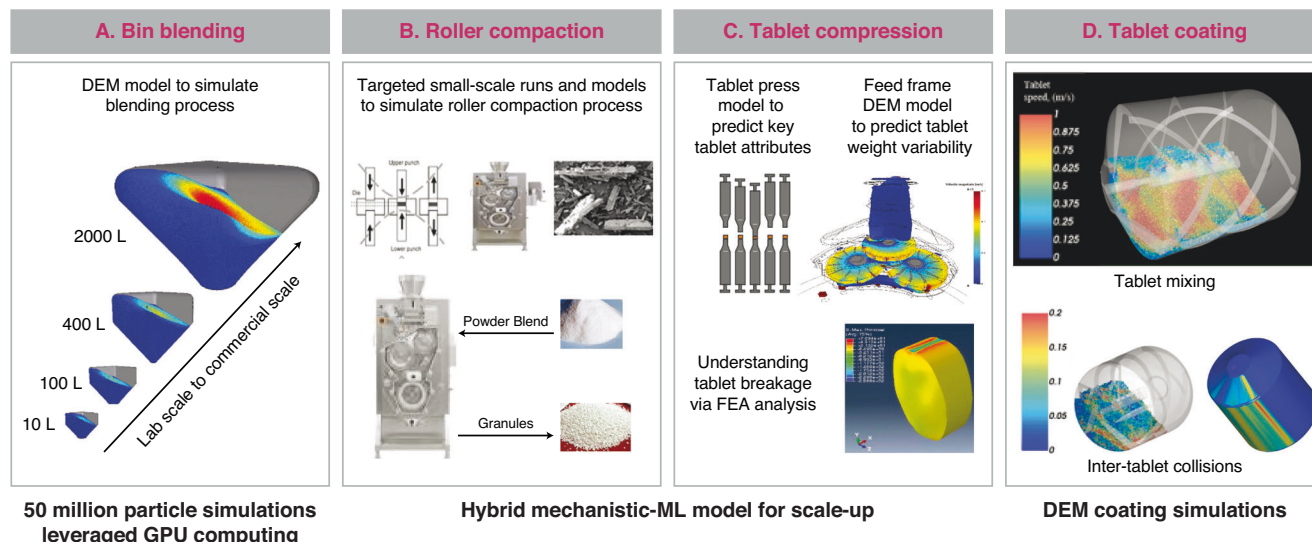 A. Bin blending
B. Roller compaction
C. Tablet compression
D. Tablet coating
DEM model to simulate
blending process
2000 L
400 L
100 L
10 L
Lab scale to commercial scale
Targeted small-scale runs and models
to simulate roller compaction process
Upper punch
Die
Lower punch
Powder Blend
Granules
Tablet press
model to
predict key
tablet attributes
Feed frame
DEM model
to predict tablet
weight variability
Understanding
tablet breakage
via FEA analysis
Tablet
speed, (m/s)
1
0.875
0.75
0.625
0.5
0.375
0.25
0.125
0
Tablet mixing
0.2
0.15
0.1
0.05
0
Inter-tablet collisions
50 million particle simulations
leveraged GPU computing
Hybrid mechanistic-ML model for scale-up
DEM coating simulations